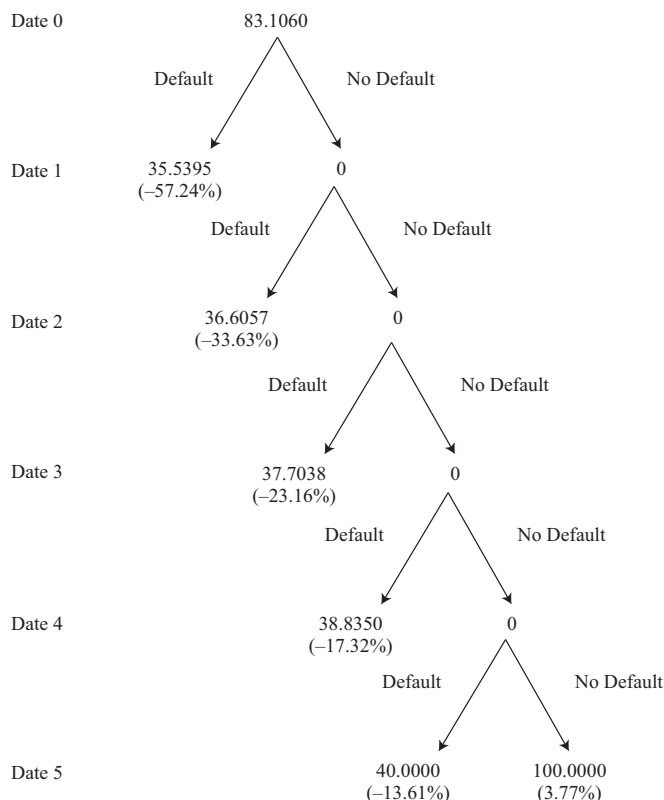 Date 0 83.1060
Default No Default
Date 1 35.5395 0
(–57.24%)
Default No Default
Date 2 36.6057 0
(–33.63%)
Default No Default
Date 3 37.7038 0
(–23.16%)
Default No Default
Date 4 38.8350 0
(–17.32%)
Default No Default
Date 5 40.0000 100.0000
(–13.61%) (3.77%)